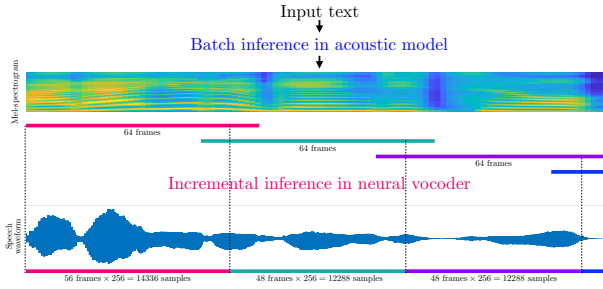 Input text
Batch inference in acoustic model
Mel-spectrogram
64 frames
64 frames
64 frames
Incremental inference in neural vocoder
Speech
waveform
56 frames × 256 = 14336 samples
48 frames × 256 = 12288 samples
48 frames × 256 = 12288 samples